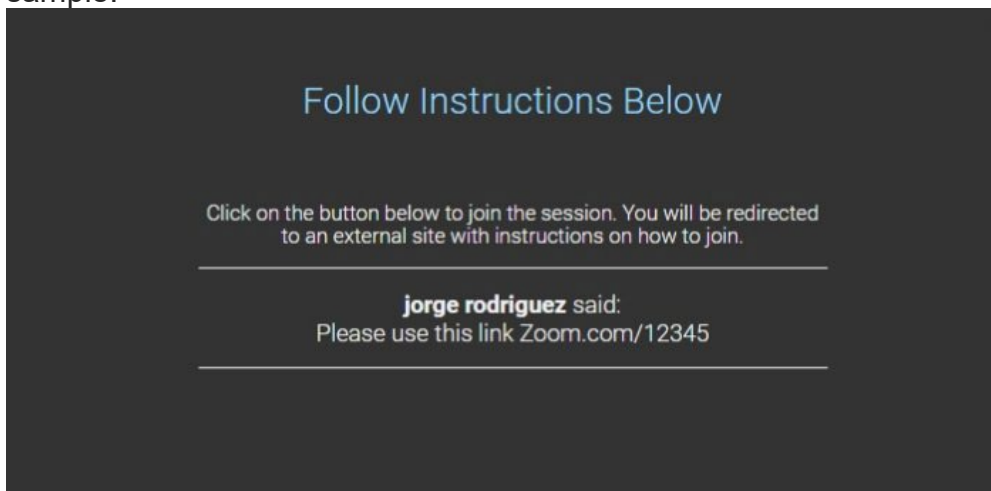 sample:
Follow Instructions Below
Click on the button below to join the session. You will be redirected
to an external site with instructions on how to join.
jorge rodriguez said:
Please use this link Zoom.com/12345